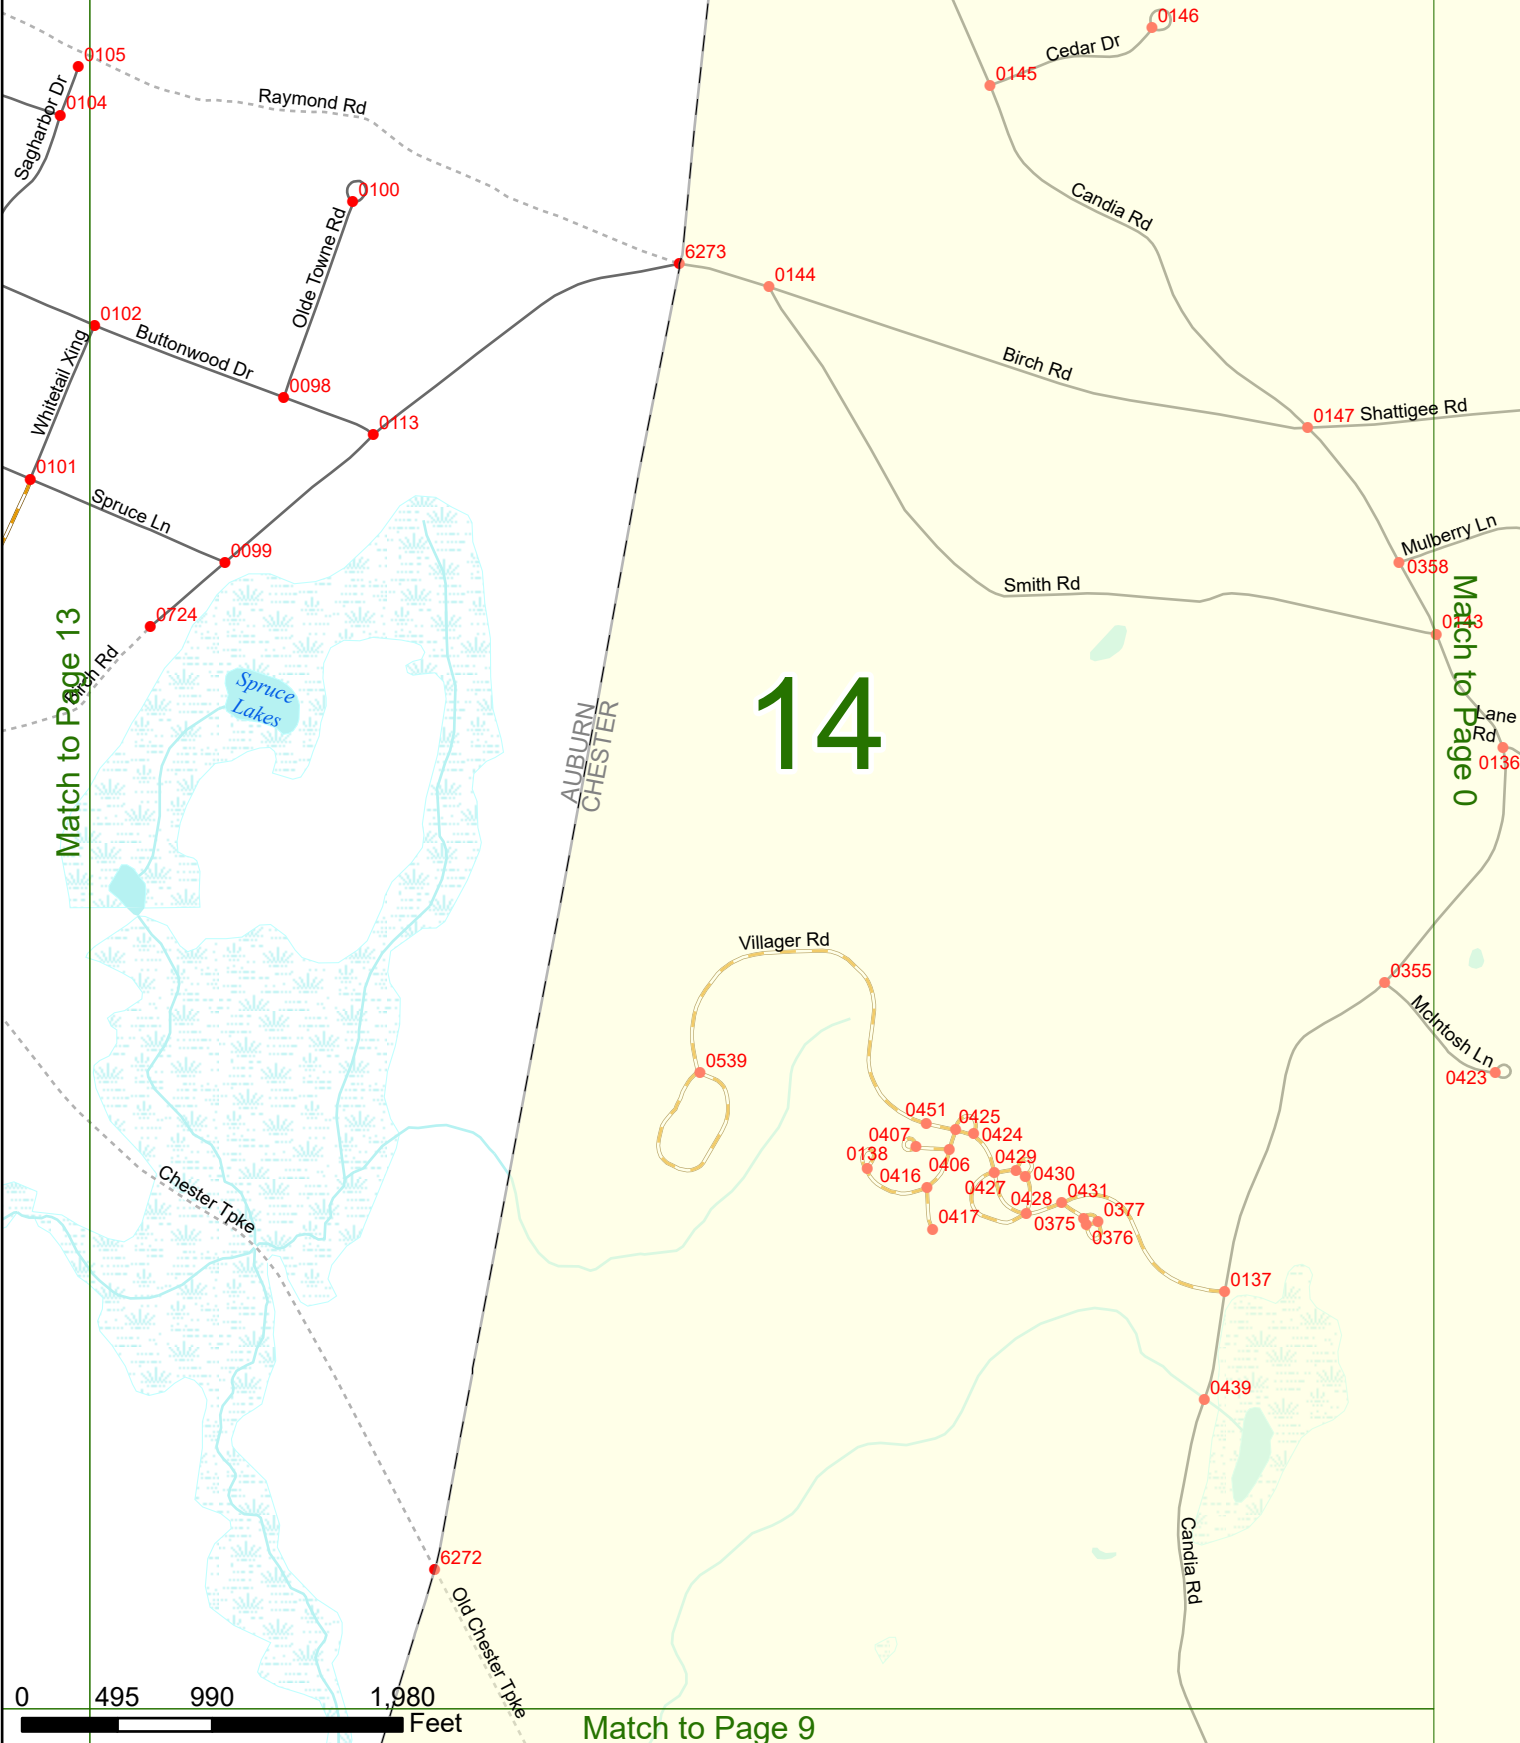 0146
Cedar Dr
0105
0145
Sagharbor Dr
0104
Raymond Rd
0100
Candia Rd
Olde Towne Rd
6273
0144
0102
Buttonwood Dr
Whitetail Xing
Birch Rd
0098
0113
0147
Shattigee Rd
0101
Spruce Ln
0099
Mulberry Ln
0358
Smith Rd
0724
0143
Match to Page 13
Birch Rd
Match to Page 0
Spruce
Lakes
AUBURN
CHESTER
14
Lane
Rd
0136
Villager Rd
0355
McIntosh Ln
0423
0539
0451
0425
0407
0424
0138
0406
0429
0416
0427
0430
0428
0431
0417
0375
0377
0376
Chester Tpke
0137
0439
6272
Candia Rd
Old Chester Tpke
0
495
990
1,980
Feet
Match to Page 9